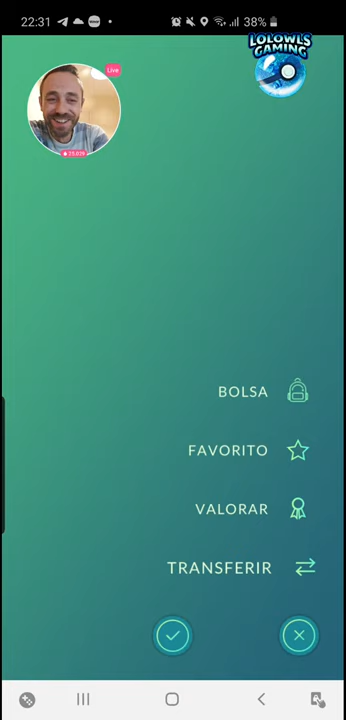 22:31
38%
LOLOWLS
GAMING
Live
BOLSA
FAVORITO
VALORAR
TRANSFERIR